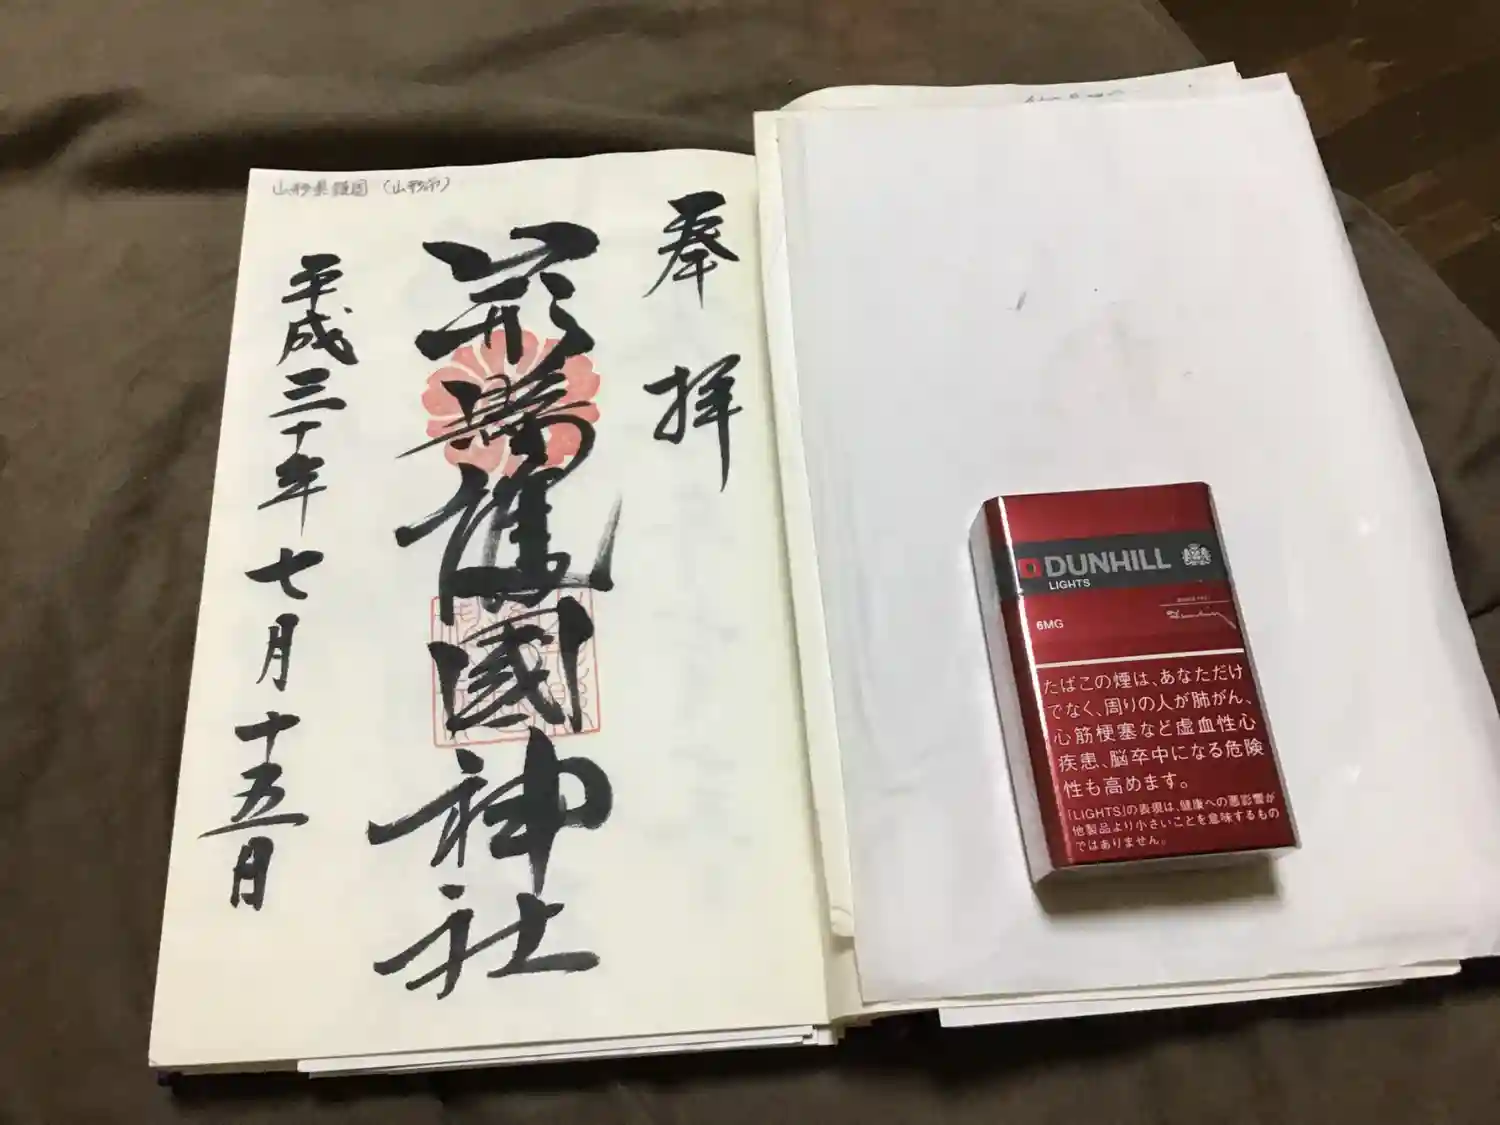 山形県護国（山形市）
奉拝
山形縣護國神社
平成三十年七月十五日
DUNHILL
LIGHTS
6MG
たばこの煙は、あなただけ
でなく、周りの人が肺がん、
心筋梗塞など虚血性心
疾患、脳卒中になる危険
性も高めます。
「LIGHTS」の表現は、健康への悪影響が
他製品より小さいことを意味するもの
ではありません。